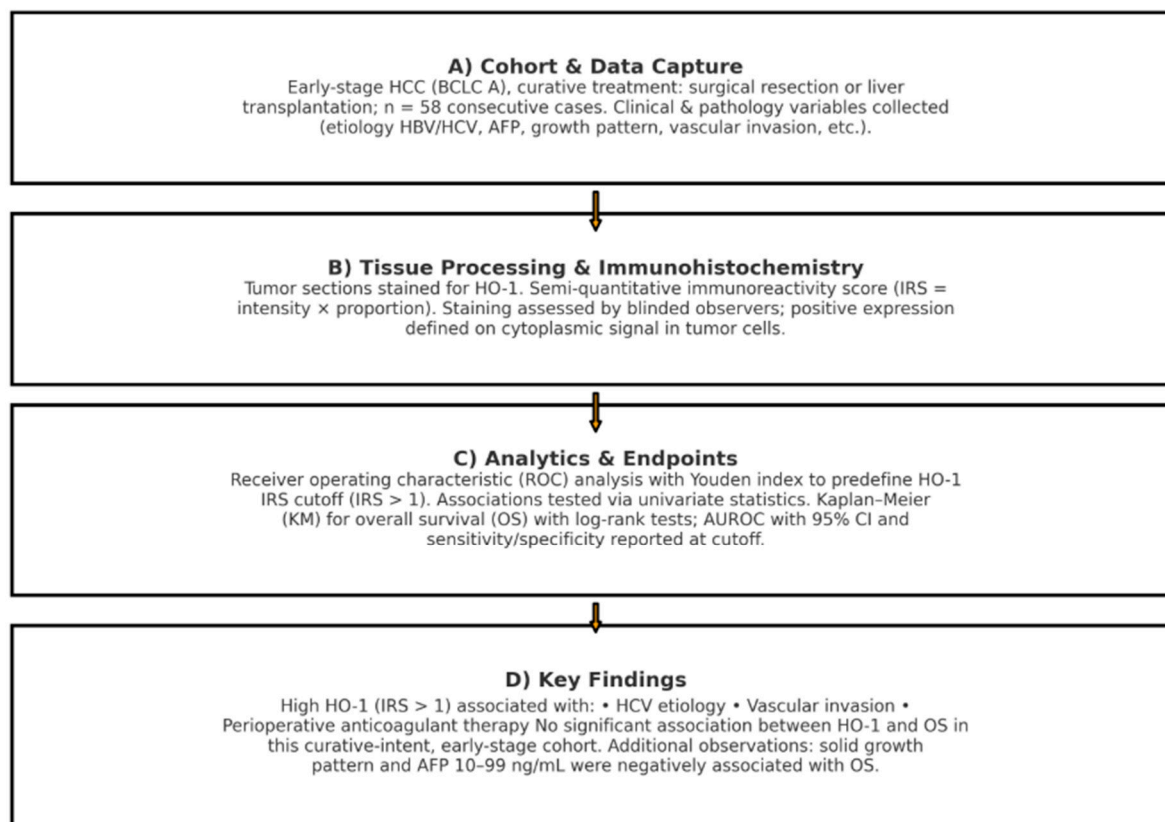 A) Cohort & Data Capture
Early-stage HCC (BCLC A), curative treatment: surgical resection or liver
transplantation; n = 58 consecutive cases. Clinical & pathology variables collected
(etiology HBV/HCV, AFP, growth pattern, vascular invasion, etc.).
B) Tissue Processing & Immunohistochemistry
Tumor sections stained for HO-1. Semi-quantitative immunoreactivity score (IRS =
intensity × proportion). Staining assessed by blinded observers; positive expression
defined on cytoplasmic signal in tumor cells.
C) Analytics & Endpoints
Receiver operating characteristic (ROC) analysis with Youden index to predefine HO-1
IRS cutoff (IRS > 1). Associations tested via univariate statistics. Kaplan–Meier
(KM) for overall survival (OS) with log-rank tests; AUROC with 95% CI and
sensitivity/specificity reported at cutoff.
D) Key Findings
High HO-1 (IRS > 1) associated with: • HCV etiology • Vascular invasion •
Perioperative anticoagulant therapy No significant association between HO-1 and OS in
this curative-intent, early-stage cohort. Additional observations: solid growth
pattern and AFP 10–99 ng/mL were negatively associated with OS.